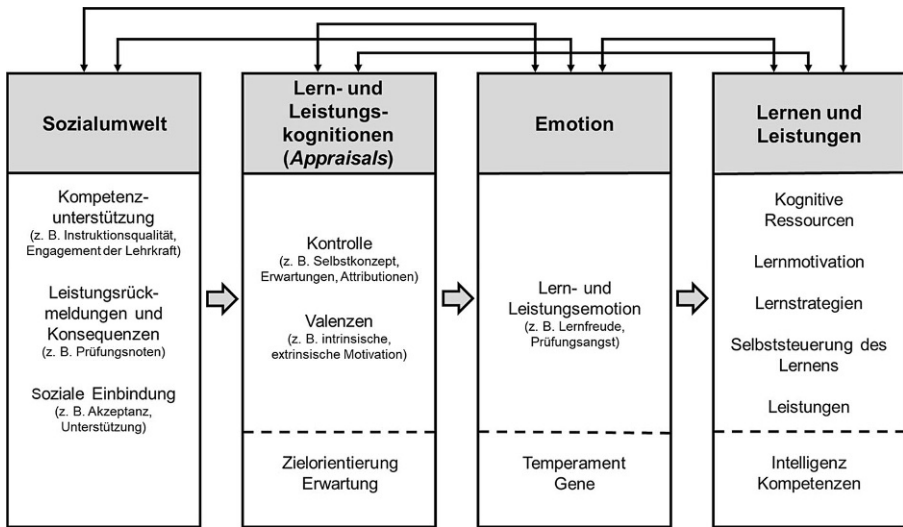 Sozialumwelt
Kompetenz-
unterstützung
(z. B. Instruktionsqualität,
Engagement der Lehrkraft)
Leistungsrück-
meldungen und
Konsequenzen
(z. B. Prüfungsnoten)
Soziale Einbindung
(z. B. Akzeptanz,
Unterstützung)
Lern- und
Leistungs-
kognitionen
(Appraisals)
Kontrolle
(z. B. Selbstkonzept,
Erwartungen, Attributionen)
Valenzen
(z. B. intrinsische,
extrinsische Motivation)
Zielorientierung
Erwartung
Emotion
Lern- und
Leistungsemotion
(z. B. Lernfreude,
Prüfungsangst)
Temperament
Gene
Lernen und
Leistungen
Kognitive
Ressourcen
Lernmotivation
Lernstrategien
Selbststeuerung des
Lernens
Leistungen
Intelligenz
Kompetenzen